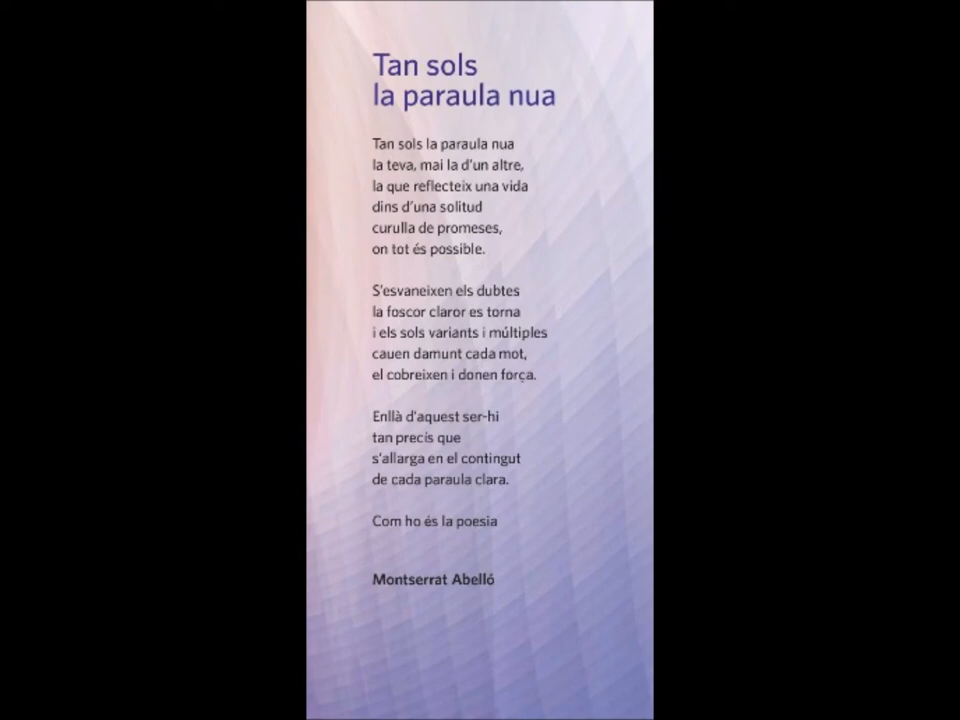 Tan sols
la paraula nua
Tan sols la paraula nua
la teva, mai la d'un altre,
la que reflecteix una vida
dins d'una solitud
curulla de promeses,
on tot és possible.
S'esvaneixen els dubtes
la foscor claror es torna
i els sols variants i múltiples
cauen damunt cada mot,
el cobreixen i donen força.
Enllà d'aquest ser-hi
tan precís que
s'allarga en el contingut
de cada paraula clara.
Com ho és la poesia
Montserrat Abelló